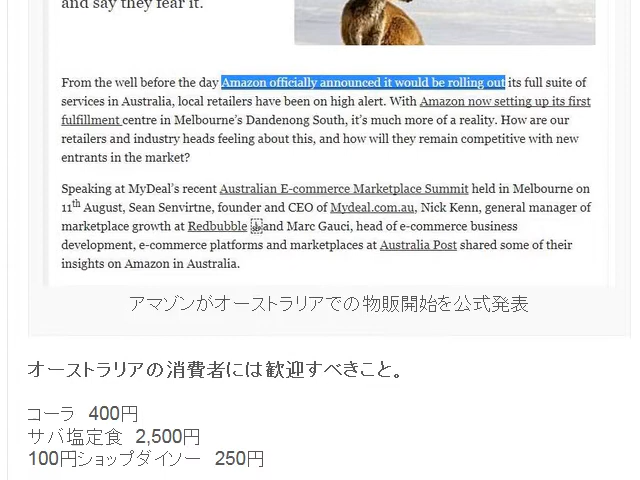 and say they fear it.
From the well before the day Amazon officially announced it would be rolling out its full suite of
services in Australia, local retailers have been on high alert. With Amazon now setting up its first
fulfillment centre in Melbourne's Dandenong South, it's much more of a reality. How are our
retailers and industry heads feeling about this, and how will they remain competitive with new
entrants in the market?
Speaking at MyDeal's recent Australian E-commerce Marketplace Summit held in Melbourne on
11th August, Sean Senvirtne, founder and CEO of Mydeal.com.au, Nick Kenn, general manager of
marketplace growth at Redbubble and Marc Gauci, head of e-commerce business
development, e-commerce platforms and marketplaces at Australia Post shared some of their
insights on Amazon in Australia.
アマゾンがオーストラリアでの物販開始を公式発表
オーストラリアの消費者には歓迎すべきこと。
コーラ 400円
サバ塩定食 2,500円
100円ショップダイソー 250円